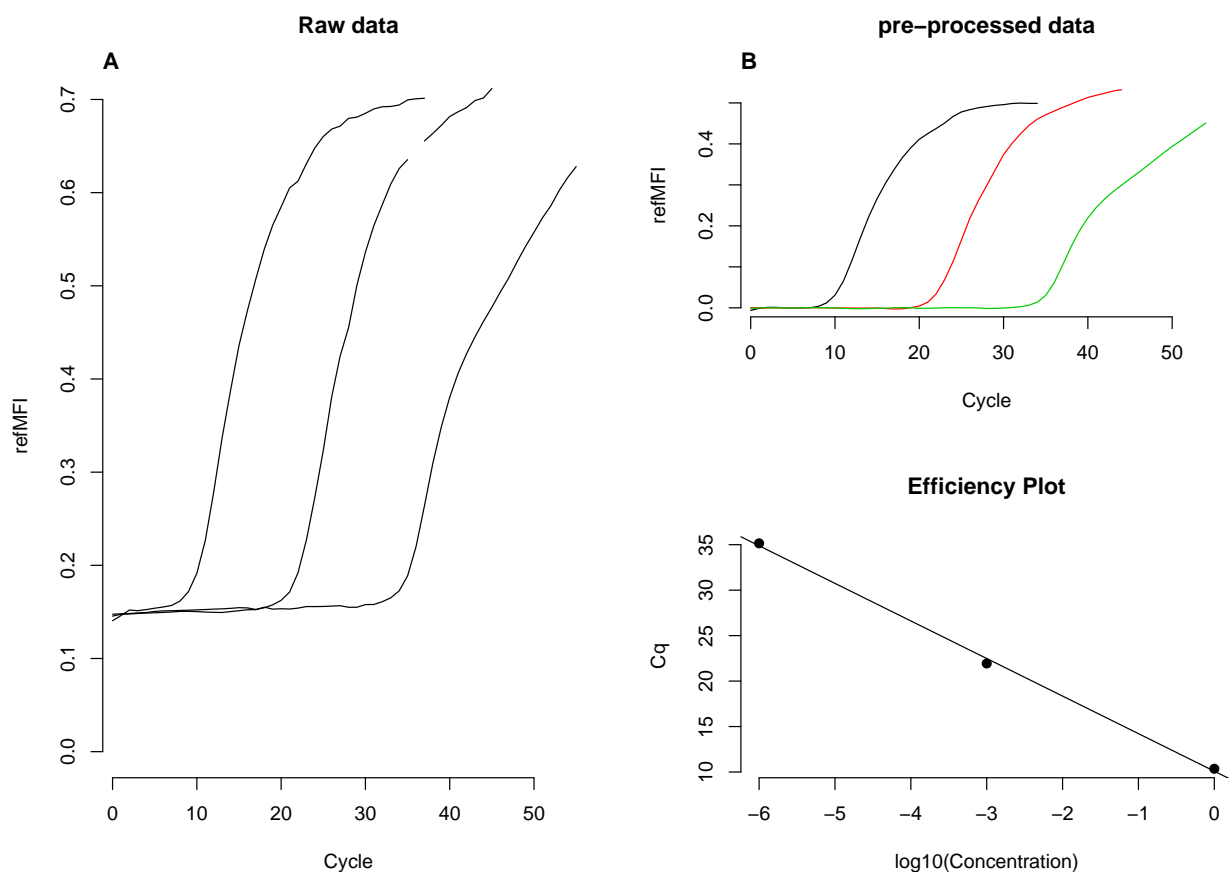 Raw data
A
0.7
0.6
0.5
0.4
0.3
0.2
0.1
0.0
refMFI
0 10 20 30 40 50
Cycle
pre−processed data
B
0.4
0.2
0.0
refMFI
0 10 20 30 40 50
Cycle
Efficiency Plot
35
30
25
20
15
10
Cq
−6 −5 −4 −3 −2 −1 0
log10(Concentration)